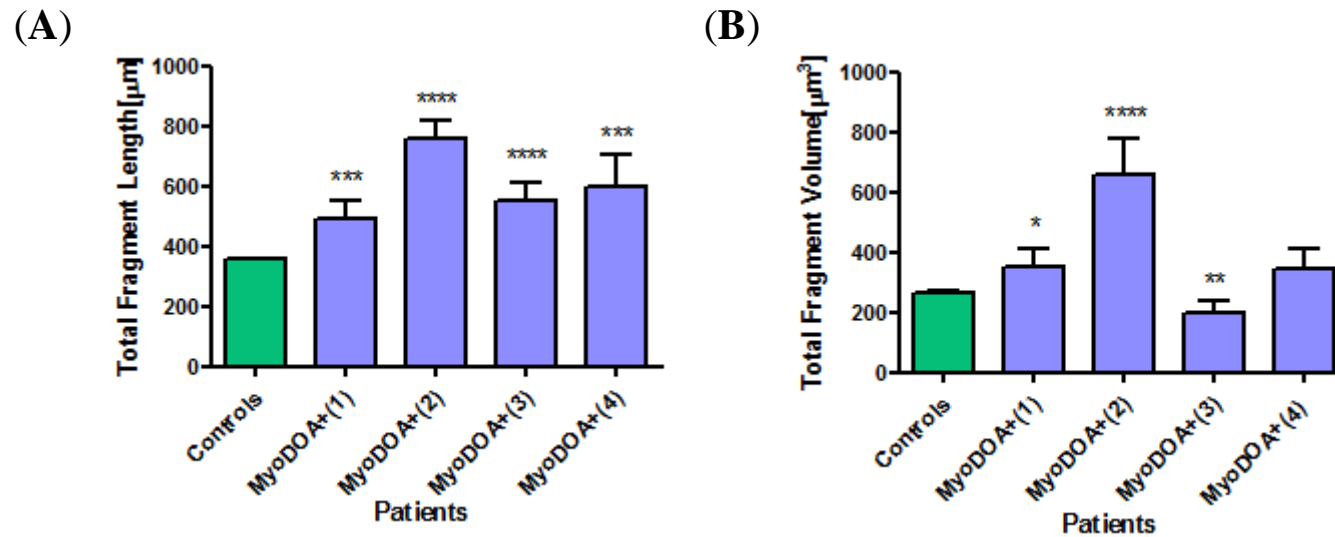 (A)
Total Fragment Length[µm]
1000
800
600
400
200
0
***
****
****
***
Controls
MyoDOA+(1)
MyoDOA+(2)
MyoDOA+(3)
MyoDOA+(4)
Patients
(B)
Total Fragment Volume[µm³]
1000
800
600
400
200
0
*
****
**
Controls
MyoDOA+(1)
MyoDOA+(2)
MyoDOA+(3)
MyoDOA+(4)
Patients